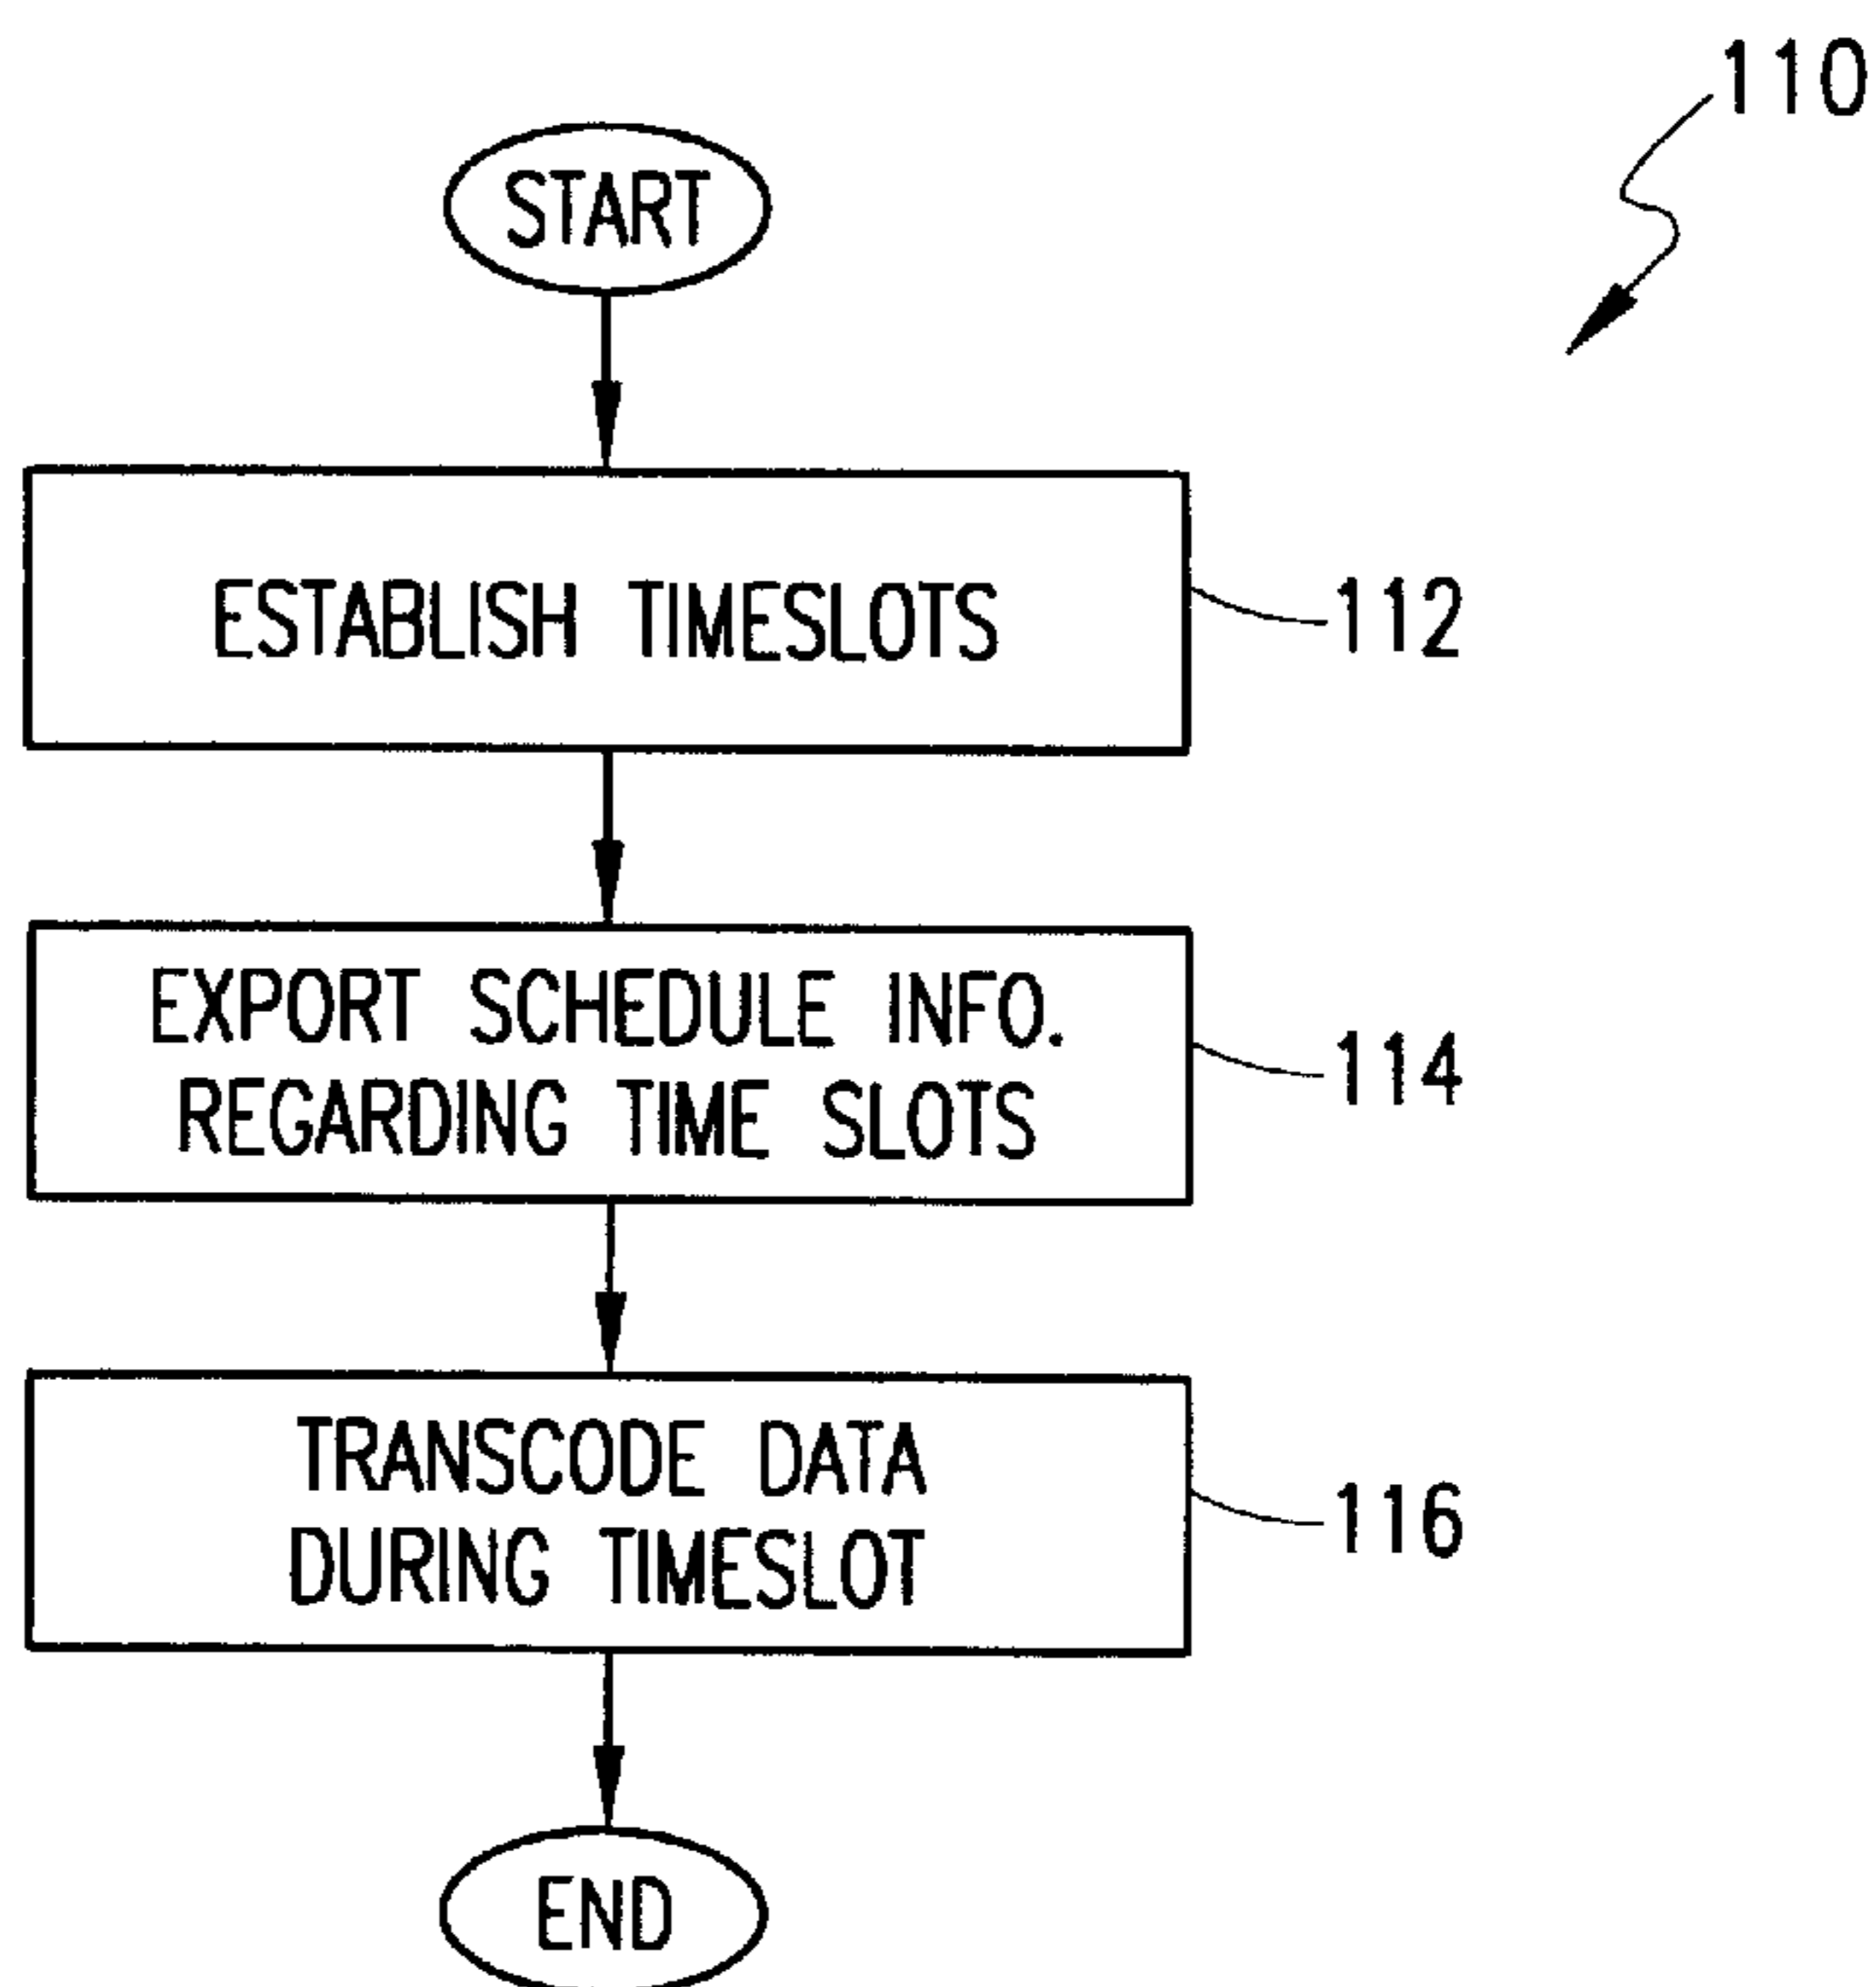 110
START
ESTABLISH TIMESLOTS
112
EXPORT SCHEDULE INFO.
REGARDING TIME SLOTS
114
TRANSCODE DATA
DURING TIMESLOT
116
END